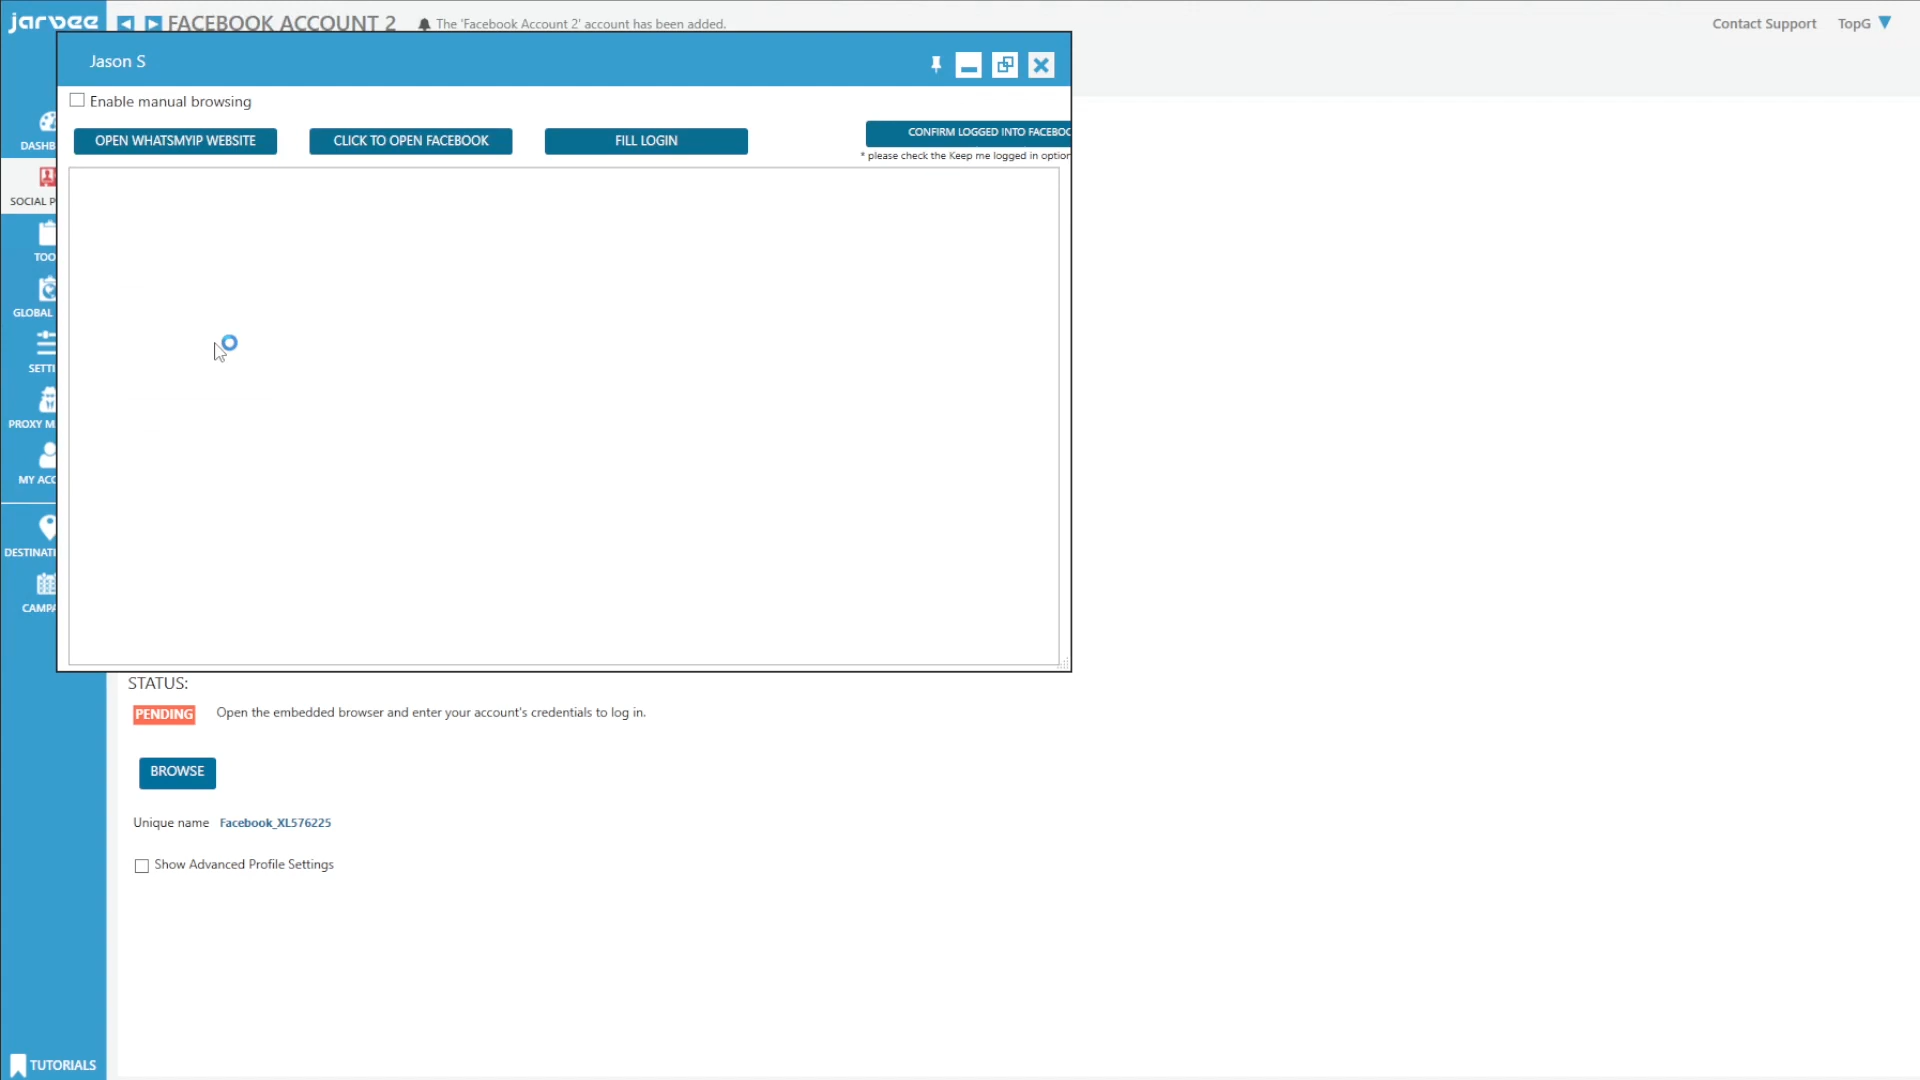 jarvee
FACEBOOK ACCOUNT 2
The 'Facebook Account 2' account has been added.
Contact Support
TopG
Jason S
Enable manual browsing
OPEN WHATSMYIP WEBSITE
CLICK TO OPEN FACEBOOK
FILL LOGIN
CONFIRM LOGGED INTO FACEBOO
* please check the Keep me logged in option
DASHB
SOCIAL P
TOO
GLOBAL
SETTI
PROXY M
MY ACC
DESTINATI
CAMPA
STATUS:
PENDING
Open the embedded browser and enter your account's credentials to log in.
BROWSE
Unique name Facebook_XL576225
Show Advanced Profile Settings
TUTORIALS